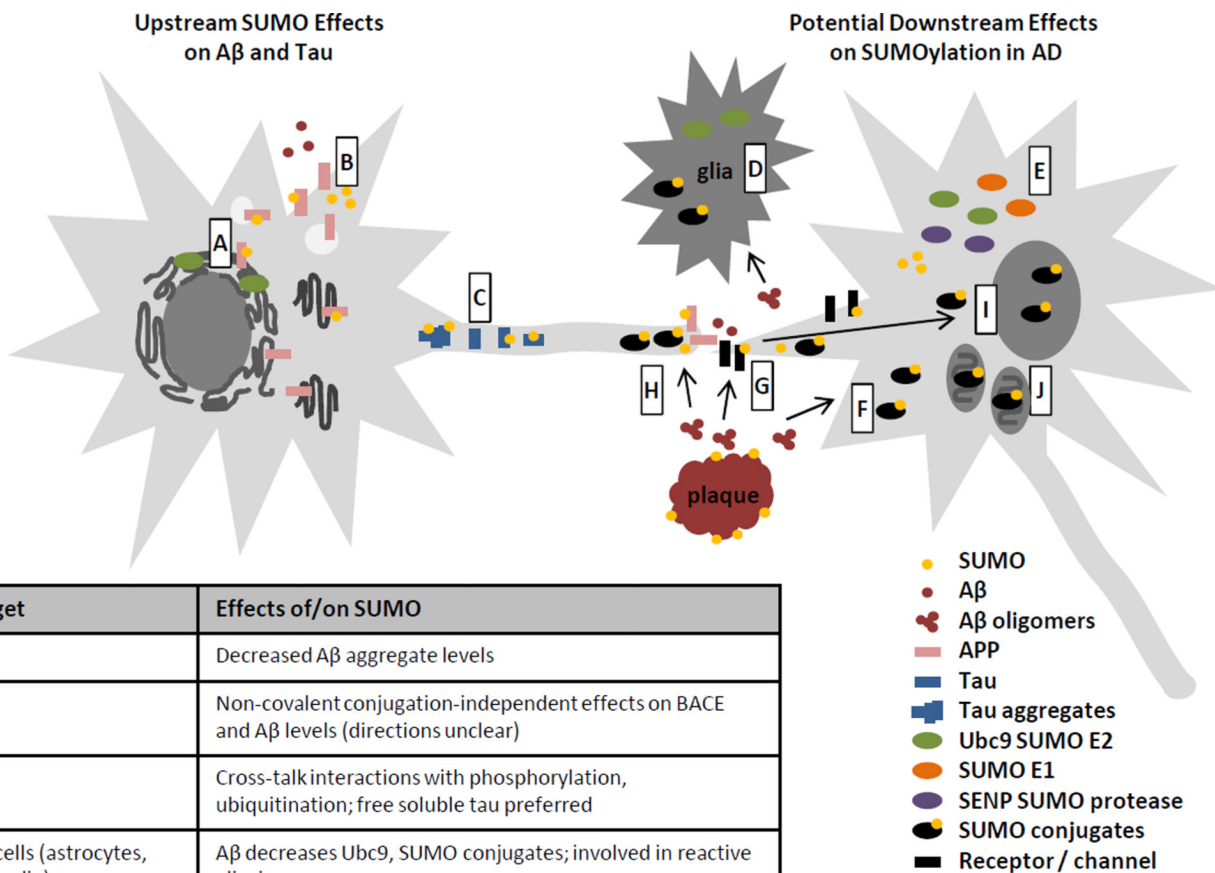 Upstream SUMO Effects
on Aβ and Tau
Potential Downstream Effects
on SUMOylation in AD
B
A
C
glia
D
E
I
H
G
F
J
plaque
SUMO
Aβ
Aβ oligomers
APP
Tau
Tau aggregates
Ubc9 SUMO E2
SUMO E1
SENP SUMO protease
SUMO conjugates
Receptor / channel
get
Effects of/on SUMO
Decreased Aβ aggregate levels
Non-covalent conjugation-independent effects on BACE
and Aβ levels (directions unclear)
Cross-talk interactions with phosphorylation,
ubiquitination; free soluble tau preferred
cells (astrocytes,
Aβ decreases Ubc9, SUMO conjugates; involved in reactive